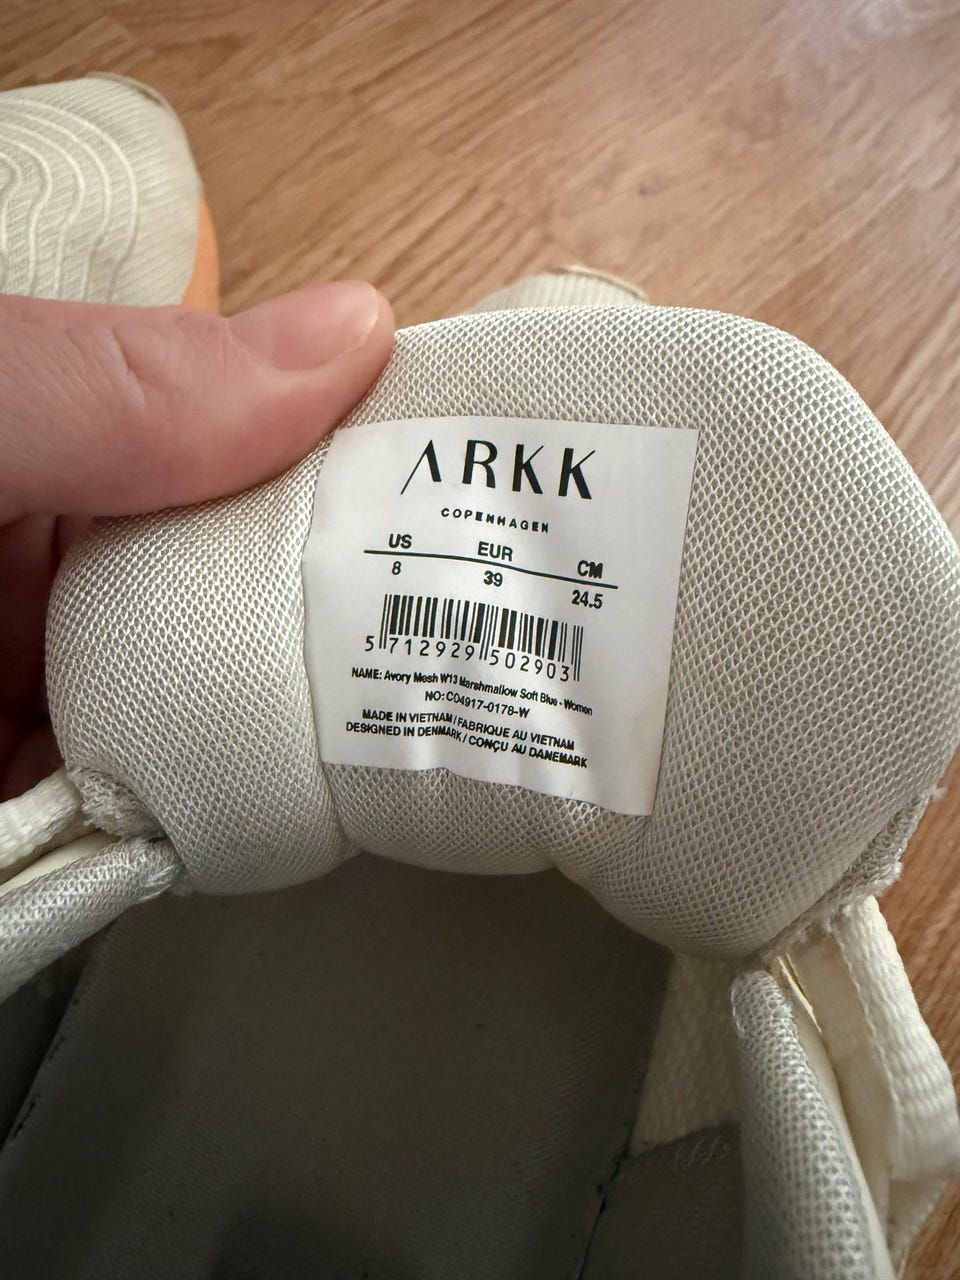 ARKK
COPENHAGEN
US EUR CM
8 39 24.5
5 712929 502903
NAME: Avory Mesh W13 Marshmallow Soft Blue - Women
NO: CO4917-0178-W
MADE IN VIETNAM / FABRIQUE AU VIETNAM
DESIGNED IN DENMARK / CONÇU AU DANEMARK